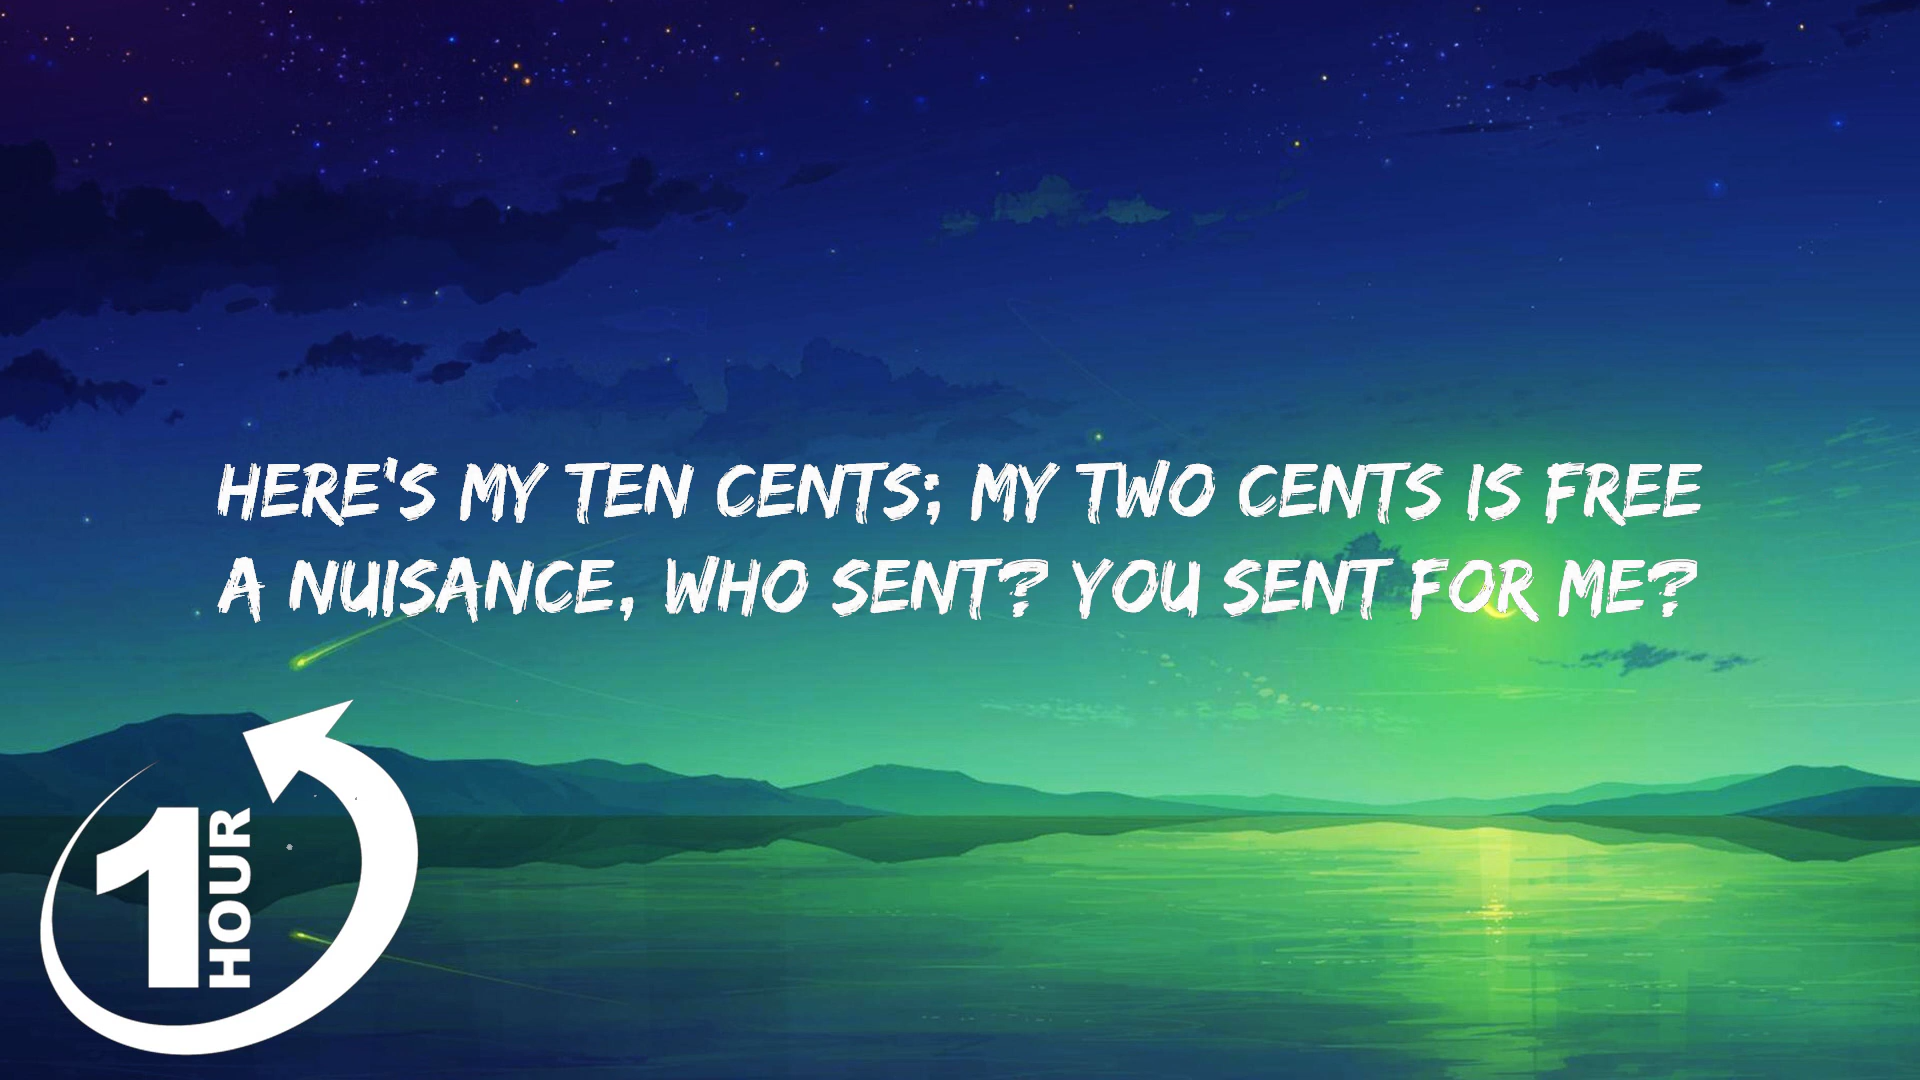 HERE'S MY TEN CENTS; MY TWO CENTS IS FREE
A NUISANCE, WHO SENT? YOU SENT FOR ME?
1
HOUR